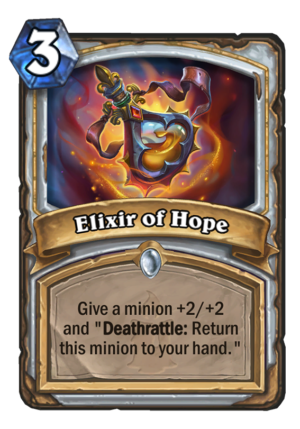 3
Elixir of Hope
Give a minion +2/+2
and "Deathrattle: Return
this minion to your hand."